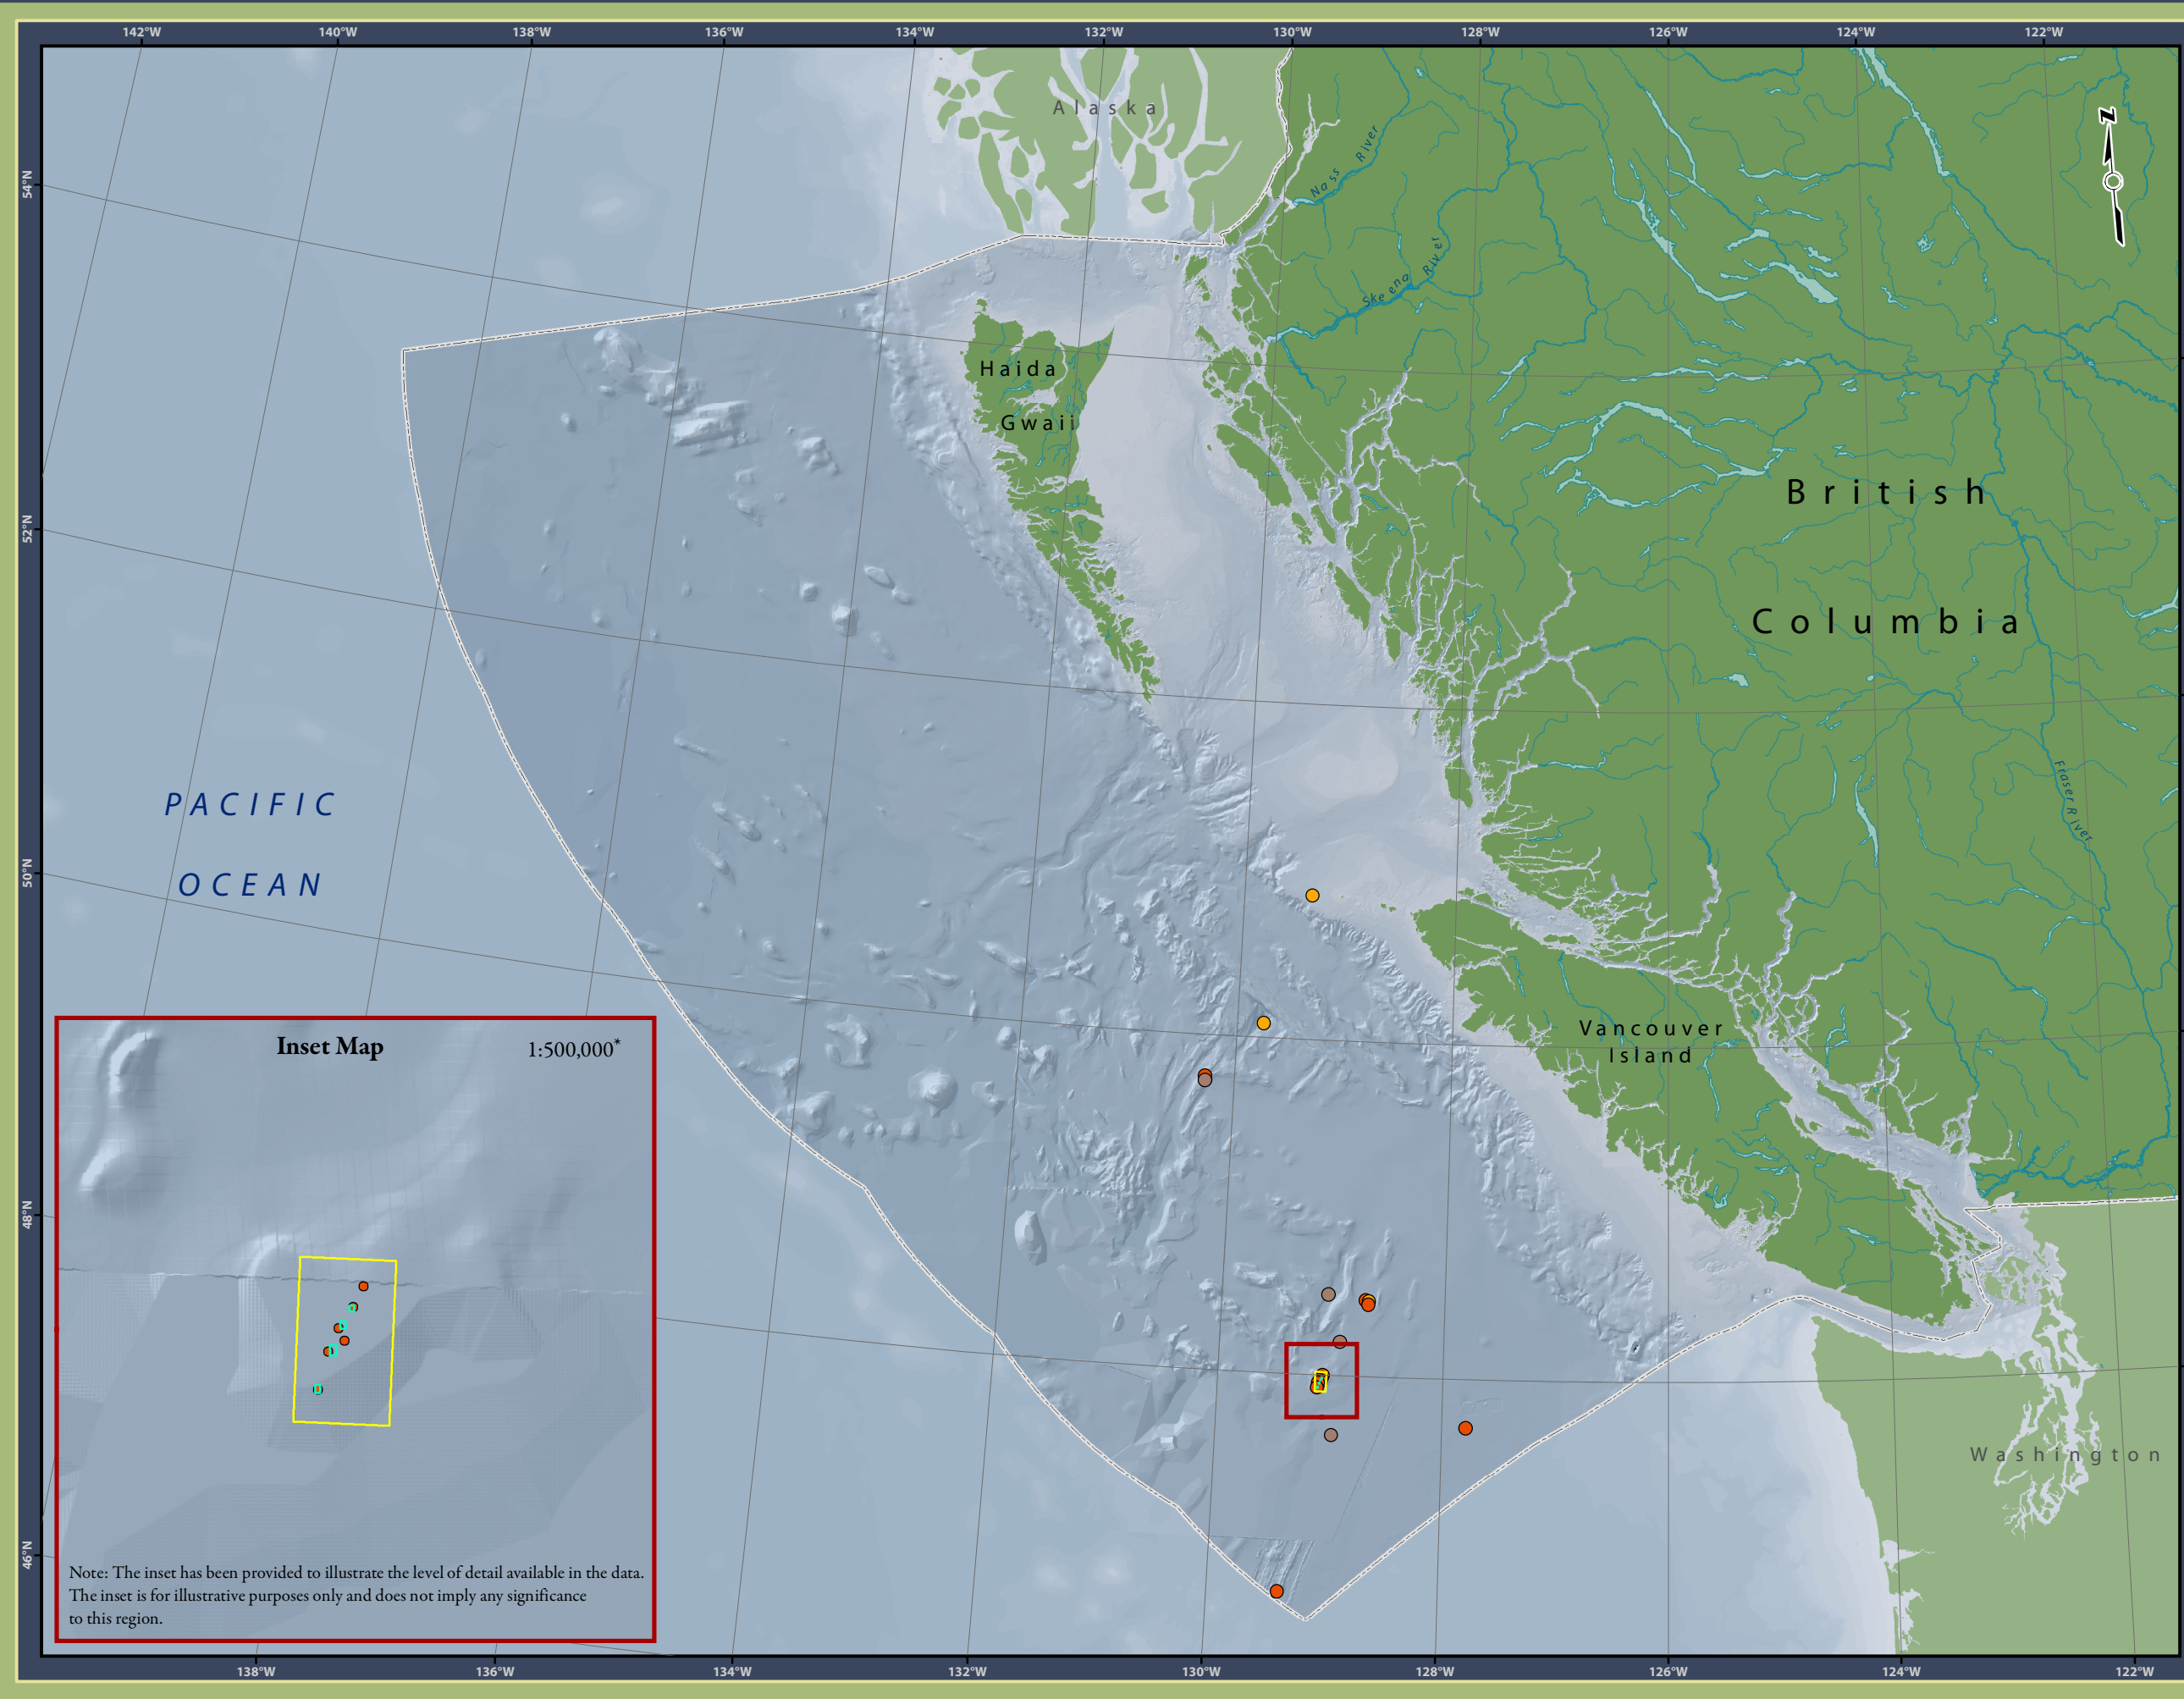 142°W 140°W 138°W 136°W 134°W 132°W 130°W 128°W 126°W 124°W 122°W
Alaska
Nass River
54°N
Skeena River
Haida
Gwaii
British
52°N
Columbia
PACIFIC
Fraser River
50°N
OCEAN
Vancouver
Island
Inset Map
1:500,000*
48°N
Washington
46°N
Note: The inset has been provided to illustrate the level of detail available in the data.
The inset is for illustrative purposes only and does not imply any significance
to this region.
138°W 136°W 134°W 132°W 130°W 128°W 126°W 124°W 122°W
N